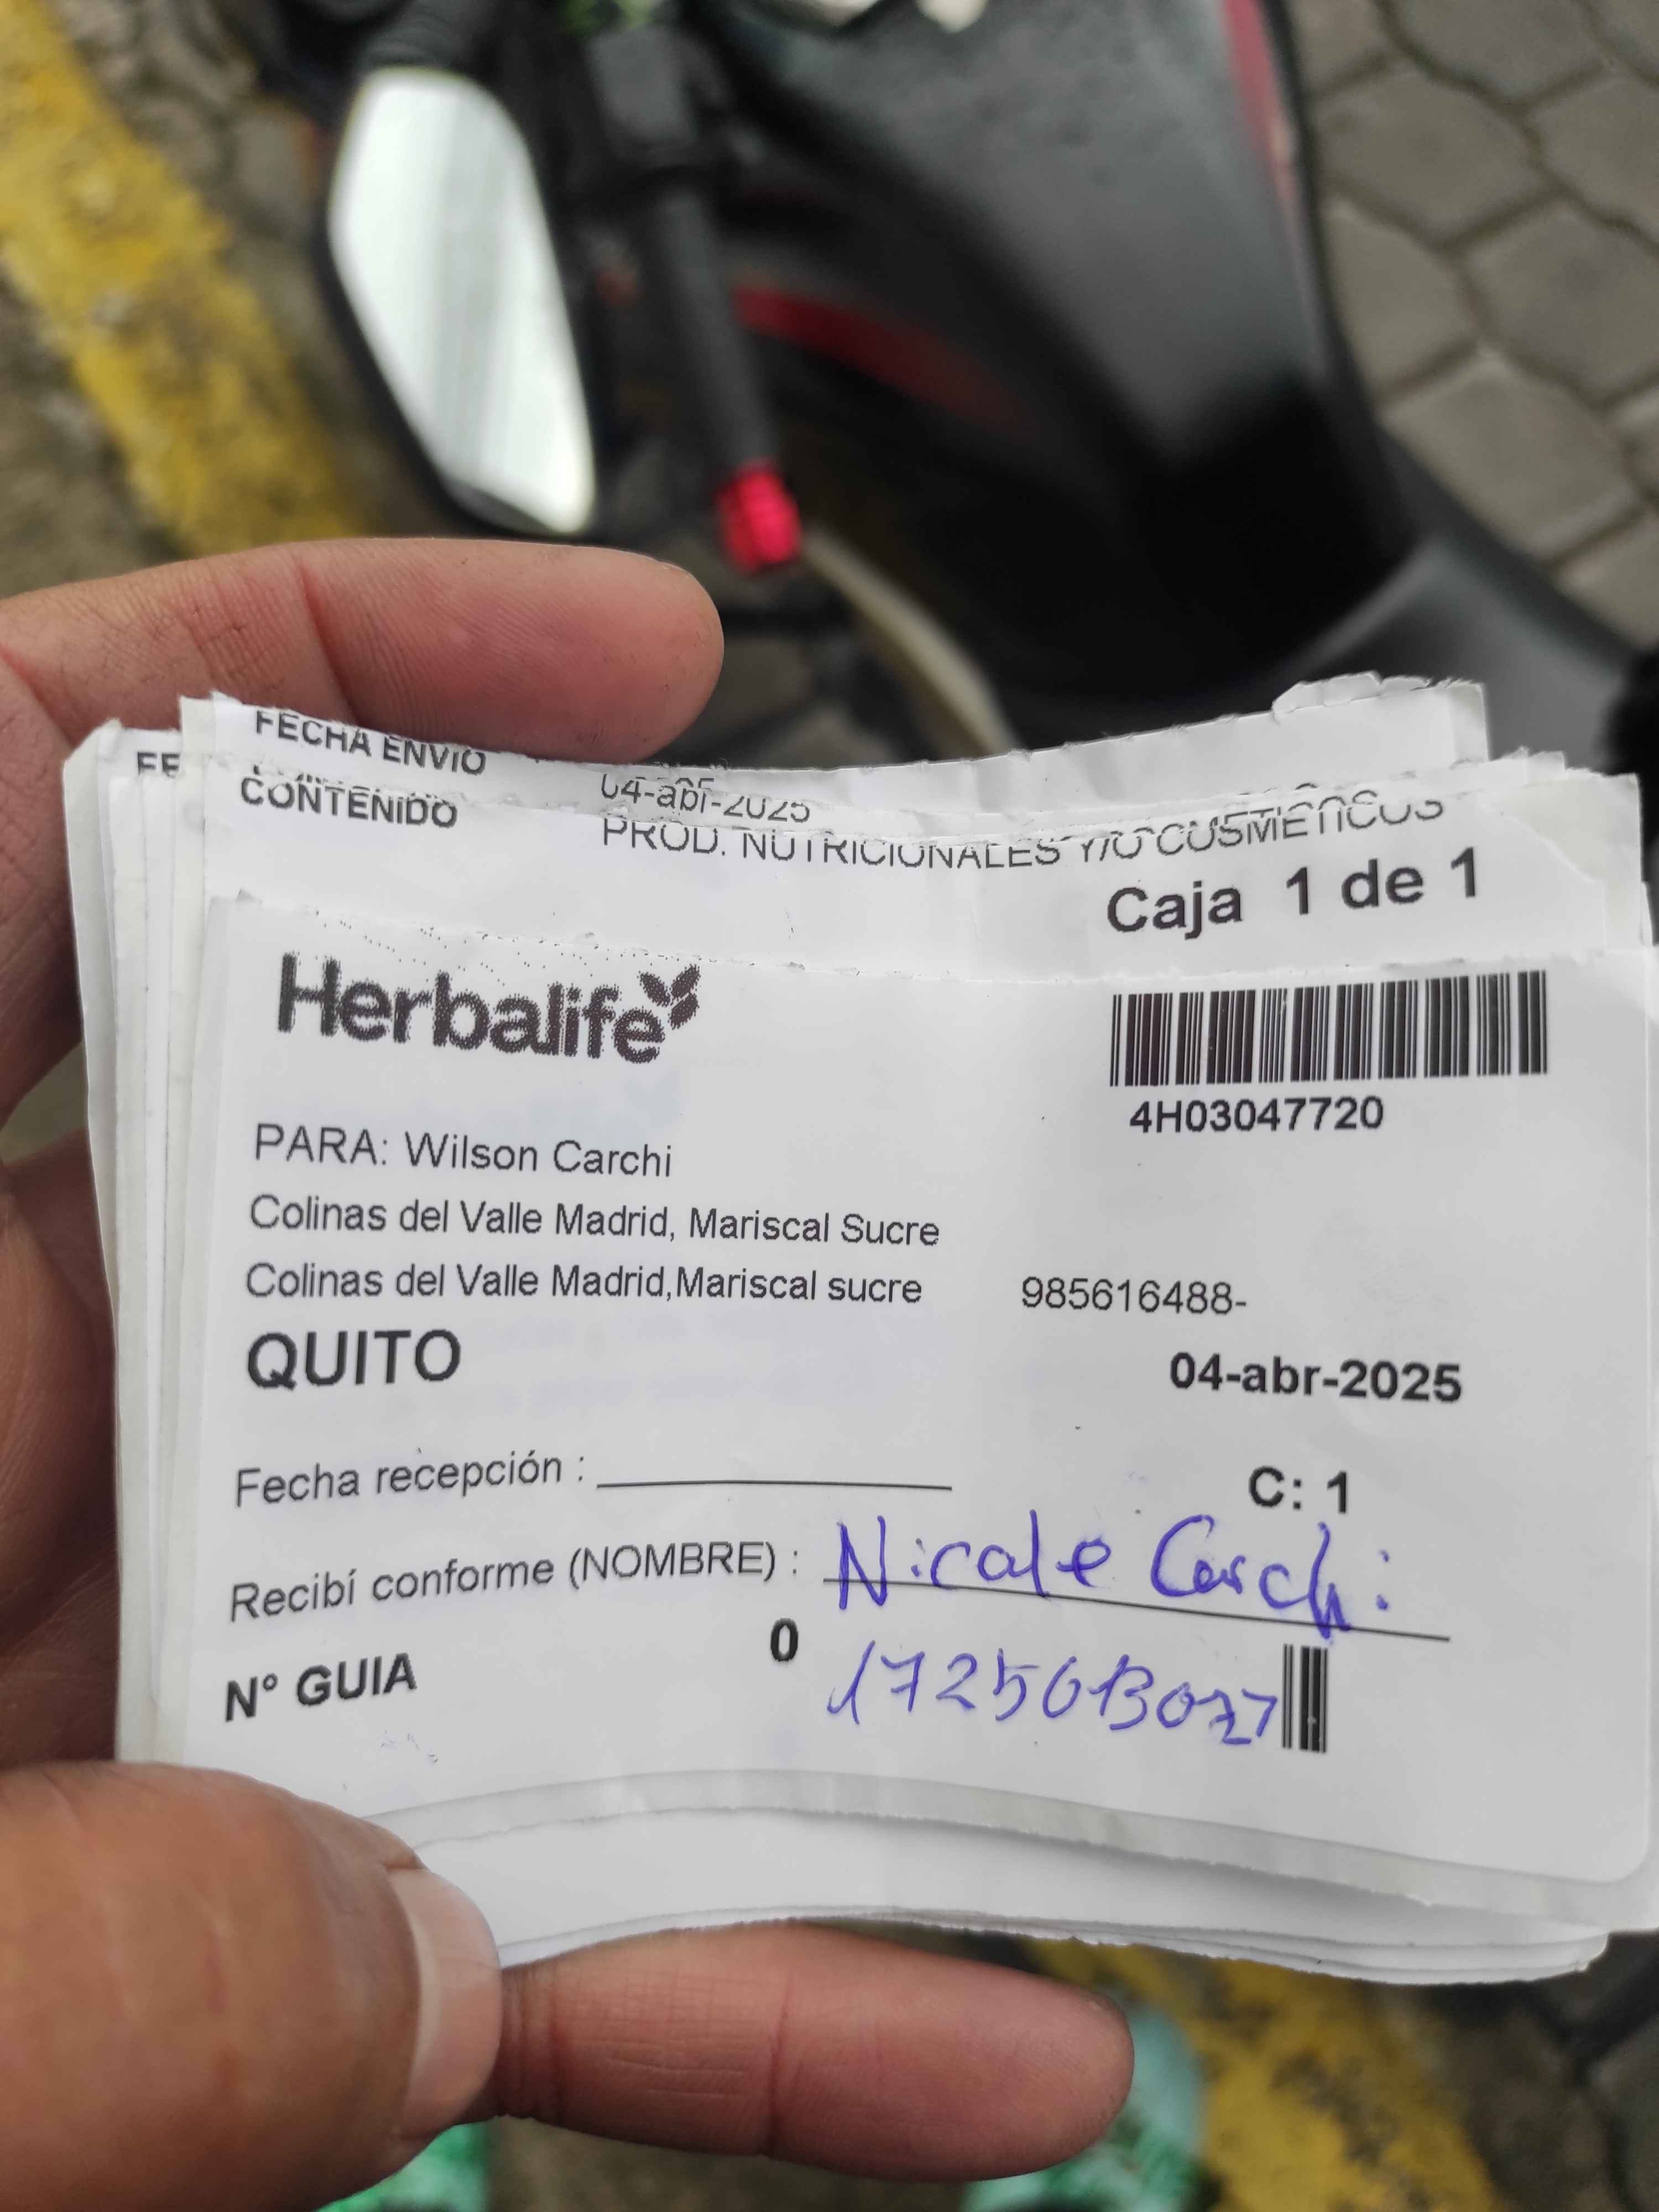 FECHA ENVIO 04-abr-2025
FE
CONTENIDO PROD. NUTRICIONALES Y/O COSMETICOS
Caja 1 de 1
Herbalife
4H03047720
PARA: Wilson Carchi
Colinas del Valle Madrid, Mariscal Sucre
Colinas del Valle Madrid,Mariscal sucre 985616488-
QUITO
04-abr-2025
Fecha recepción :
C: 1
Recibí conforme (NOMBRE) : Nicole Carchi
N° GUIA 0